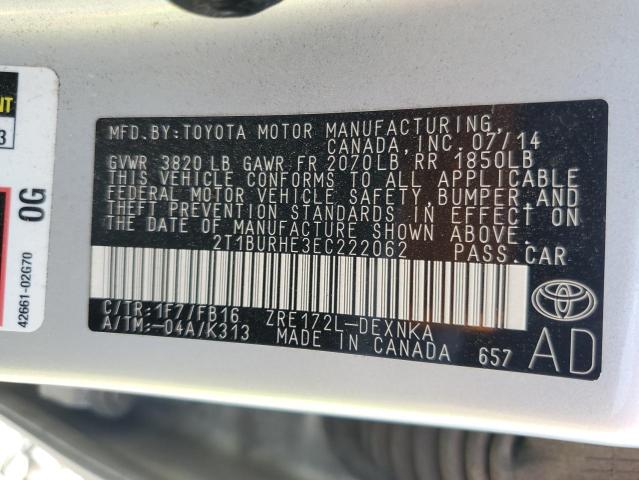 MFD.BY:TOYOTA MOTOR MANUFACTURING,
CANADA, INC. 07/14
GVWR 3820 LB GAWR FR 2070LB, RR 1850LB
THIS VEHICLE CONFORMS TO ALL APPLICABLE
FEDERAL MOTOR VEHICLE SAFETY, BUMPER, AND
THEFT PREVENTION STANDARDS IN EFFECT ON
THE DATE OF MANUFACTURE SHOWN ABOVE.
2T1BURHE3EC222062 PASS.CAR
C/TR:1F7/FB16 ZRE172L-DEXNKA
A/TM:-04A/K313 MADE IN CANADA 657
AD
TOYOTA
NT
3
0G
42661-02G70